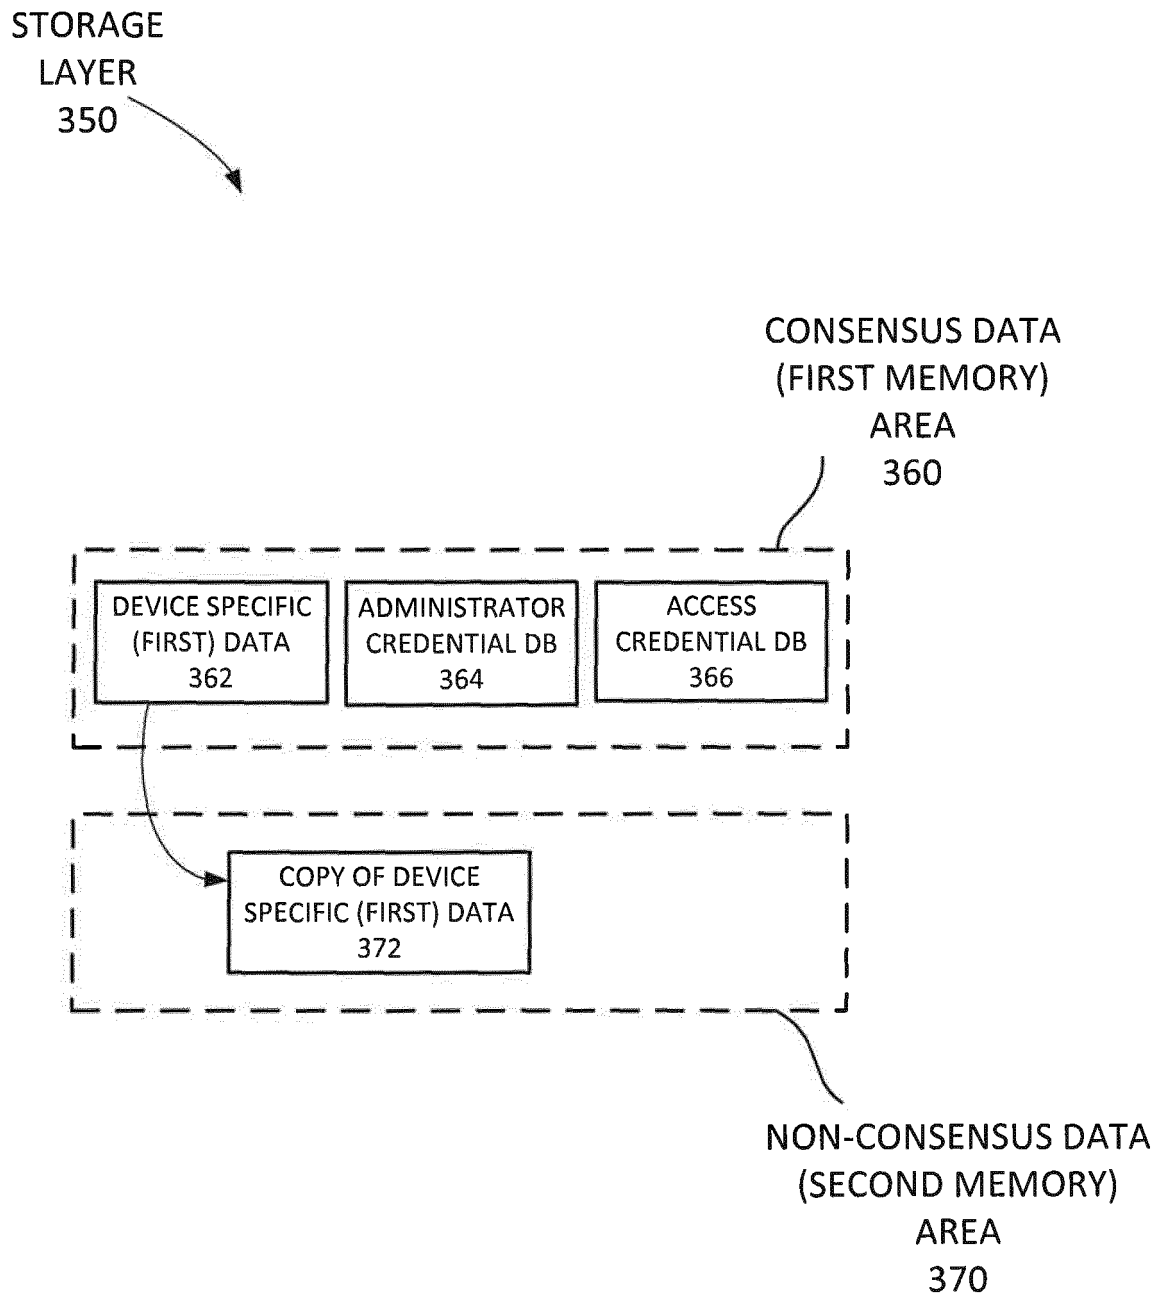 STORAGE
LAYER
350
CONSENSUS DATA
(FIRST MEMORY)
AREA
360
DEVICE SPECIFIC
(FIRST) DATA
362
ADMINISTRATOR
CREDENTIAL DB
364
ACCESS
CREDENTIAL DB
366
COPY OF DEVICE
SPECIFIC (FIRST) DATA
372
NON-CONSENSUS DATA
(SECOND MEMORY)
AREA
370